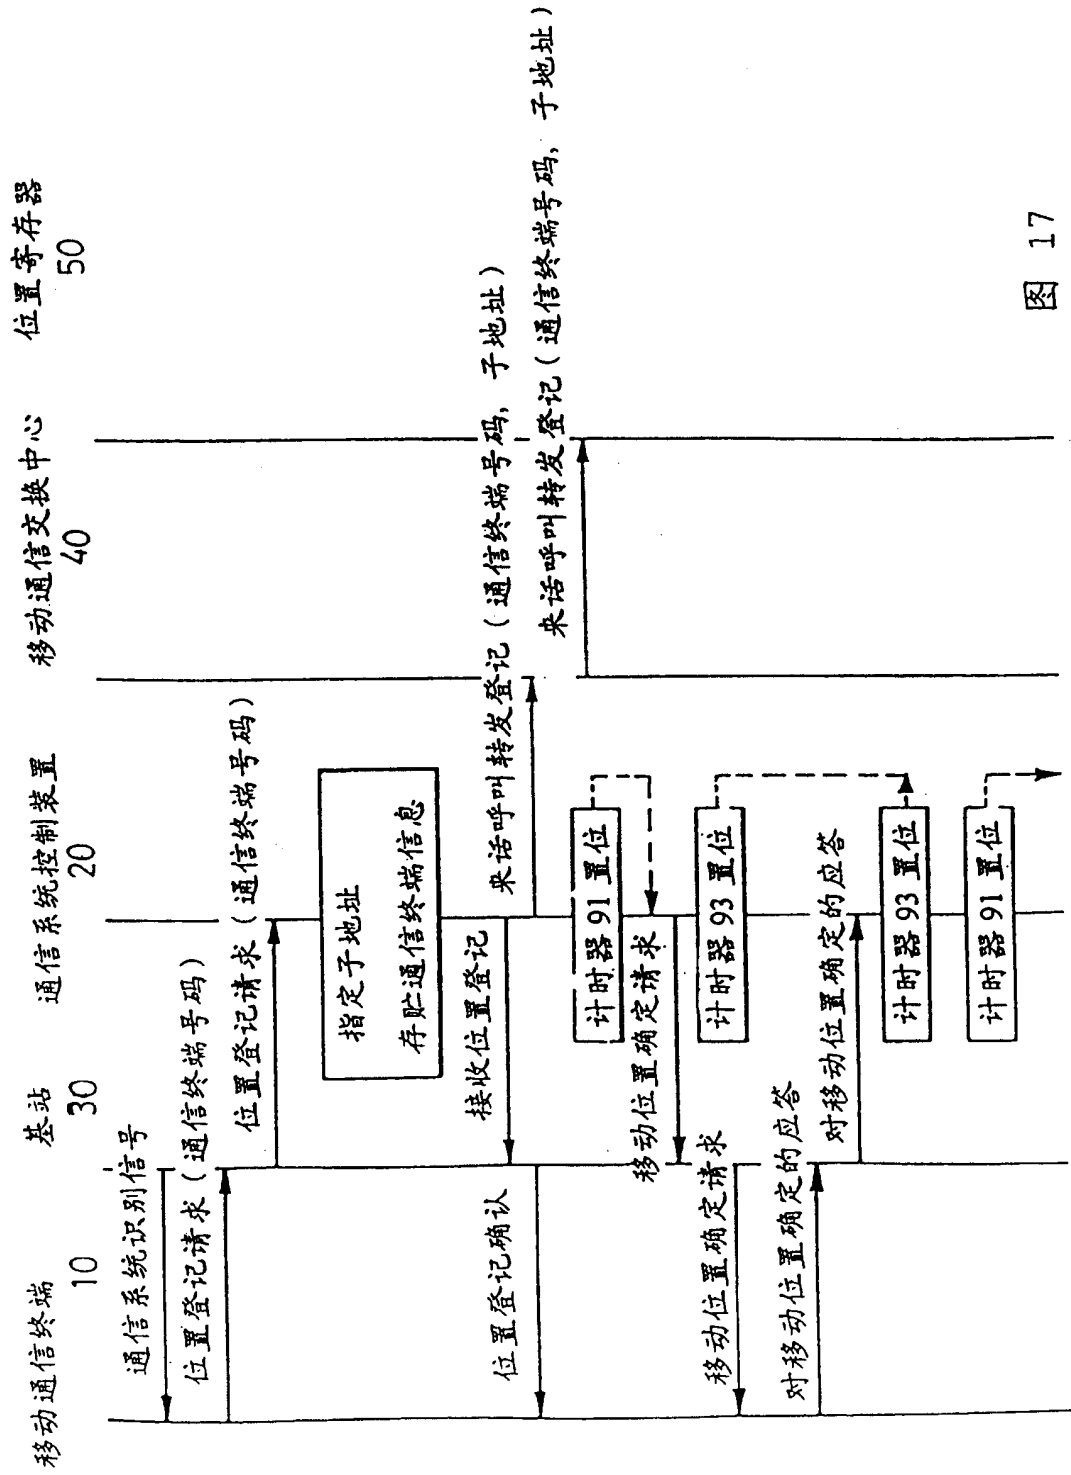 移动通信终端
10
基站
30
通信系统控制装置
20
移动通信交换中心
40
位置寄存器
50
通信系统识别信号
位置登记请求(通信终端号码)
位置登记请求(通信终端号码)
指定子地址
存贮通信终端信息
接收位置登记
来话呼叫转发登记(通信终端号码, 子地址)
位置登记确认
来话呼叫转发登记(通信终端号码, 子地址)
计时器 91 置位
移动位置确定请求
计时器 93 置位
移动位置确定请求
对移动位置确定的应答
对移动位置确定的应答
计时器 93 置位
计时器 91 置位
图 17